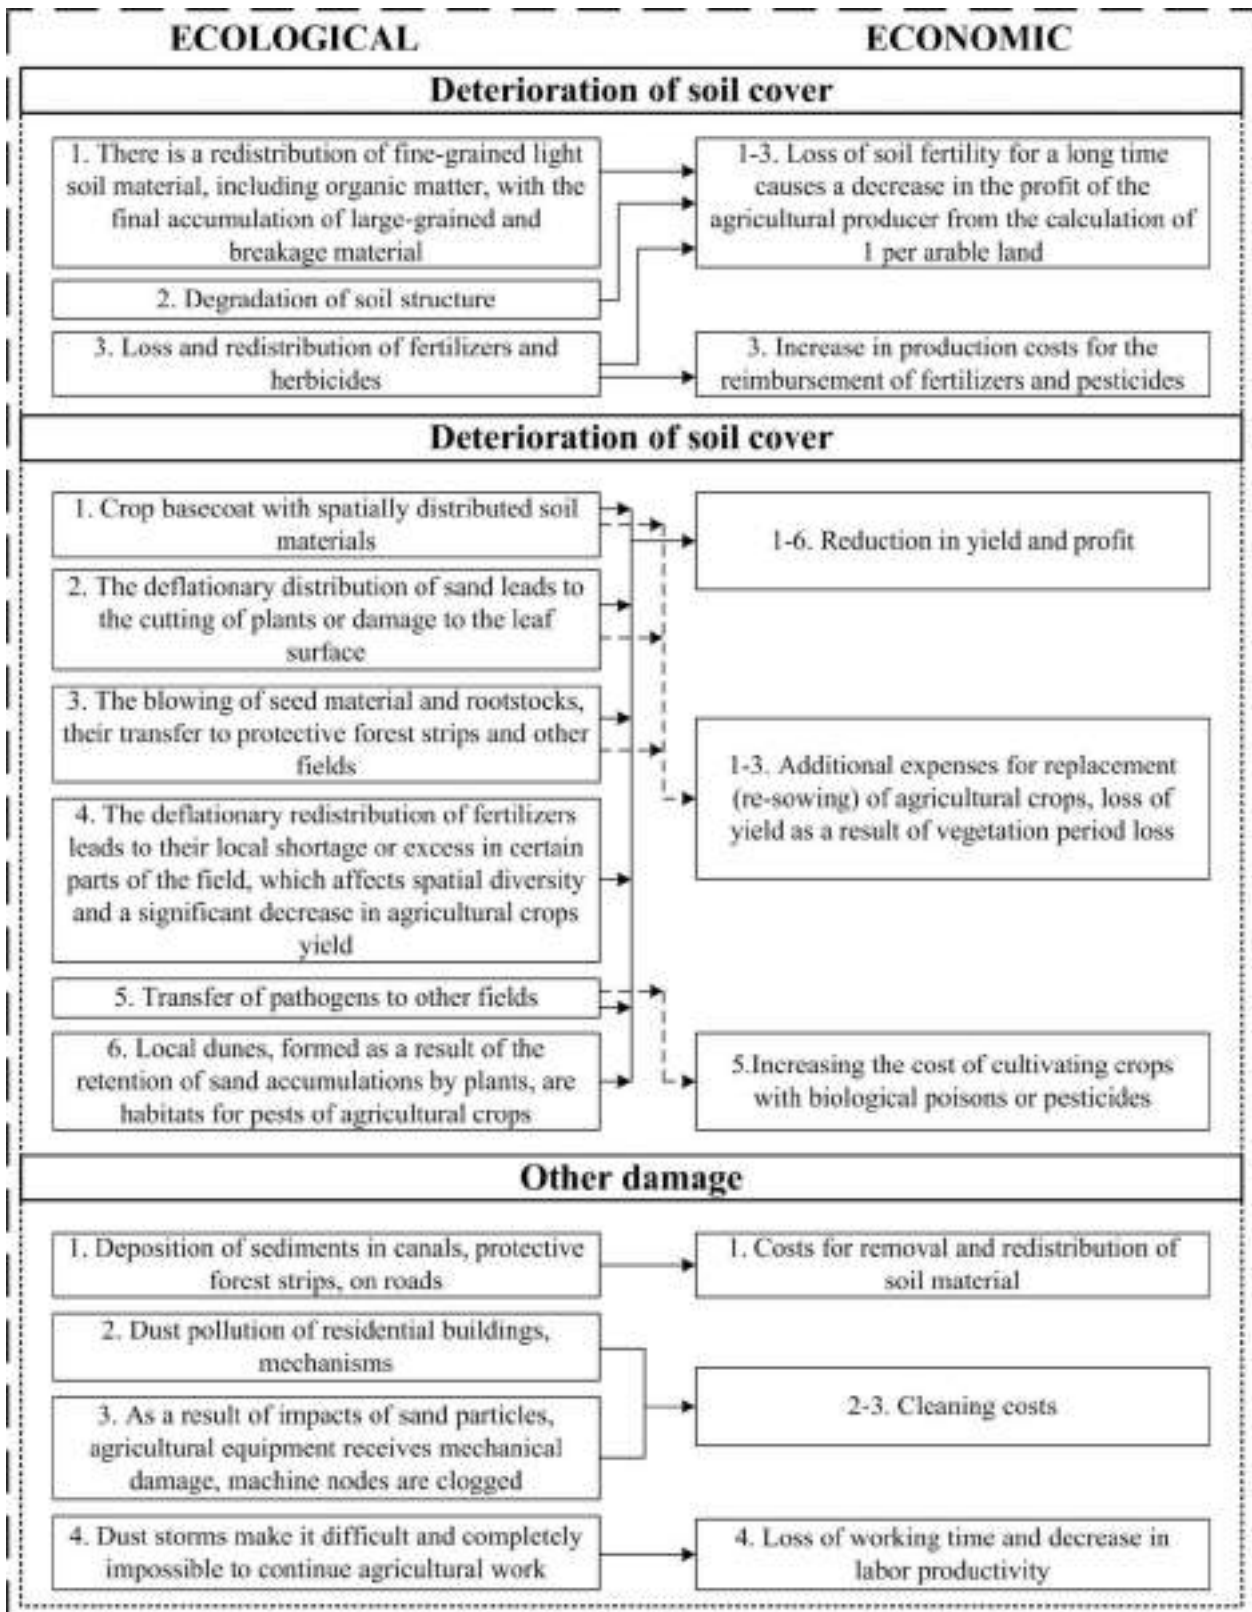 ECOLOGICAL
ECONOMIC
Deterioration of soil cover
1. There is a redistribution of fine-grained light
soil material, including organic matter, with the
final accumulation of large-grained and
breakage material
2. Degradation of soil structure
3. Loss and redistribution of fertilizers and
herbicides
1-3. Loss of soil fertility for a long time
causes a decrease in the profit of the
agricultural producer from the calculation of
1 per arable land
3. Increase in production costs for the
reimbursement of fertilizers and pesticides
Deterioration of soil cover
1. Crop basecoat with spatially distributed soil
materials
2. The deflationary distribution of sand leads to
the cutting of plants or damage to the leaf
surface
3. The blowing of seed material and rootstocks,
their transfer to protective forest strips and other
fields
4. The deflationary redistribution of fertilizers
leads to their local shortage or excess in certain
parts of the field, which affects spatial diversity
and a significant decrease in agricultural crops
yield
5. Transfer of pathogens to other fields
6. Local dunes, formed as a result of the
retention of sand accumulations by plants, are
habitats for pests of agricultural crops
1-6. Reduction in yield and profit
1-3. Additional expenses for replacement
(re-sowing) of agricultural crops, loss of
yield as a result of vegetation period loss
5.Increasing the cost of cultivating crops
with biological poisons or pesticides
Other damage
1. Deposition of sediments in canals, protective
forest strips, on roads
2. Dust pollution of residential buildings,
mechanisms
3. As a result of impacts of sand particles,
agricultural equipment receives mechanical
damage, machine nodes are clogged
4. Dust storms make it difficult and completely
impossible to continue agricultural work
1. Costs for removal and redistribution of
soil material
2-3. Cleaning costs
4. Loss of working time and decrease in
labor productivity